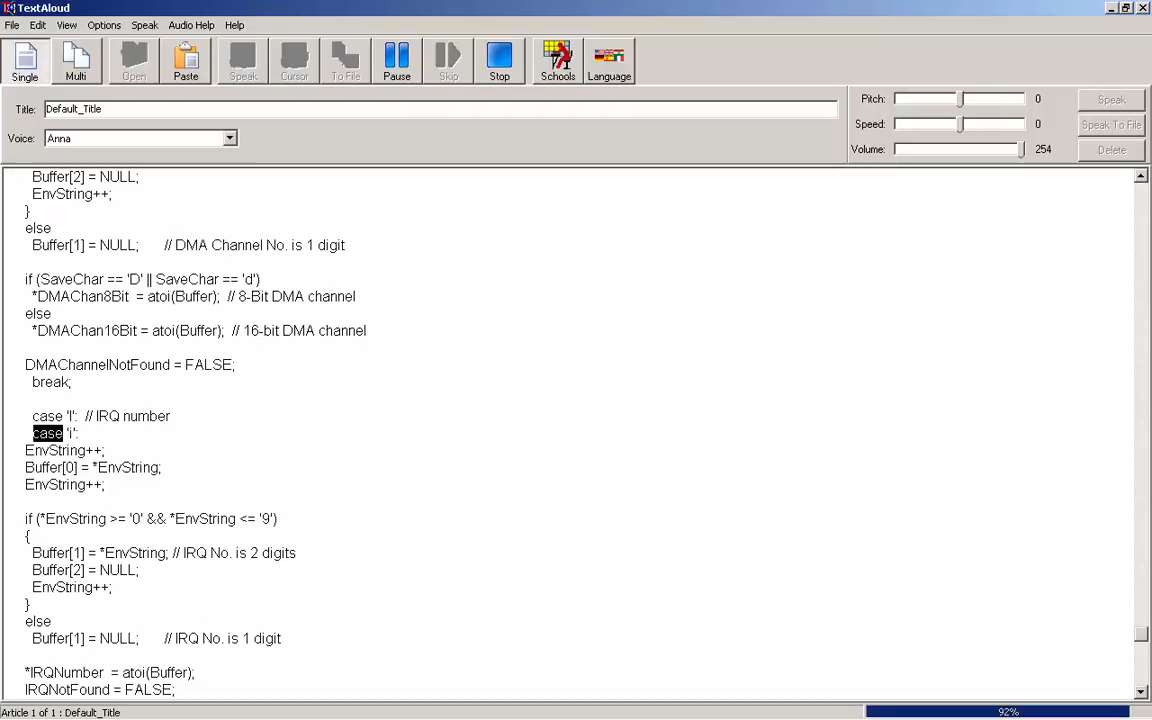 TextAloud
File Edit View Options Speak Audio Help Help
Single Multi Open Paste Speak Cursor To File Pause Skip Stop Schools Language
Title: Default_Title
Voice: Anna
Pitch: 0 Speak
Speed: 0 Speak To File
Volume: 254 Delete
Buffer[2] = NULL;
EnvString++;
}
else
Buffer[1] = NULL; // DMA Channel No. is 1 digit
if (SaveChar == 'D' || SaveChar == 'd')
*DMAChan8Bit = atoi(Buffer); // 8-Bit DMA channel
else
*DMAChan16Bit = atoi(Buffer); // 16-bit DMA channel
DMAChannelNotFound = FALSE;
break;
case 'I': // IRQ number
case 'i':
EnvString++;
Buffer[0] = *EnvString;
EnvString++;
if (*EnvString >= '0' && *EnvString <= '9')
{
Buffer[1] = *EnvString; // IRQ No. is 2 digits
Buffer[2] = NULL;
EnvString++;
}
else
Buffer[1] = NULL; // IRQ No. is 1 digit
*IRQNumber = atoi(Buffer);
IRQNotFound = FALSE;
Article 1 of 1 : Default_Title 92%